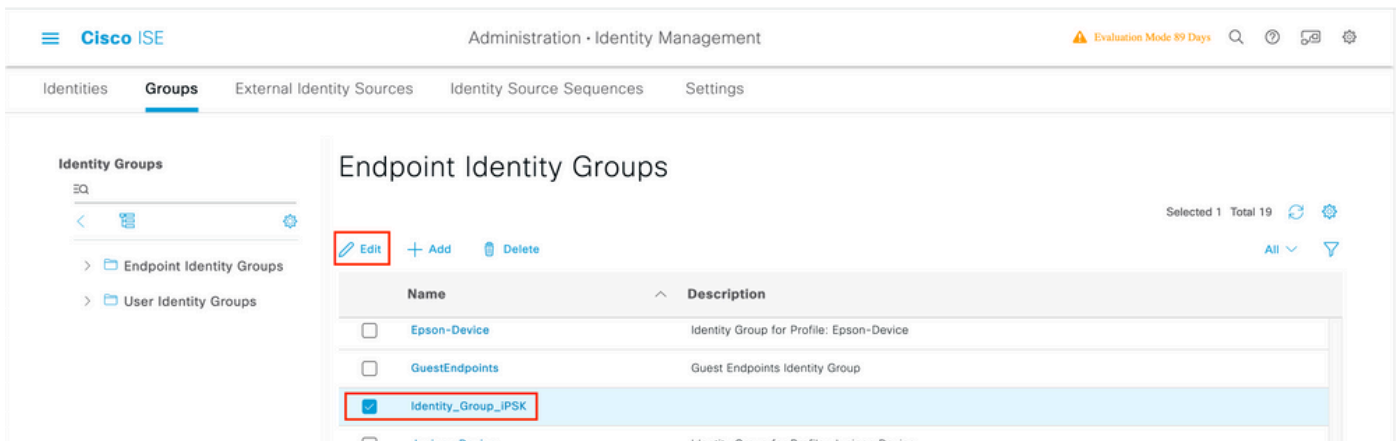 Cisco ISE
Administration · Identity Management
Evaluation Mode 89 Days
Identities Groups External Identity Sources Identity Source Sequences Settings
Identity Groups
Endpoint Identity Groups
User Identity Groups
Endpoint Identity Groups
Selected 1 Total 19
Edit Add Delete
All
Name Description
Epson-Device Identity Group for Profile: Epson-Device
GuestEndpoints Guest Endpoints Identity Group
Identity_Group_iPSK